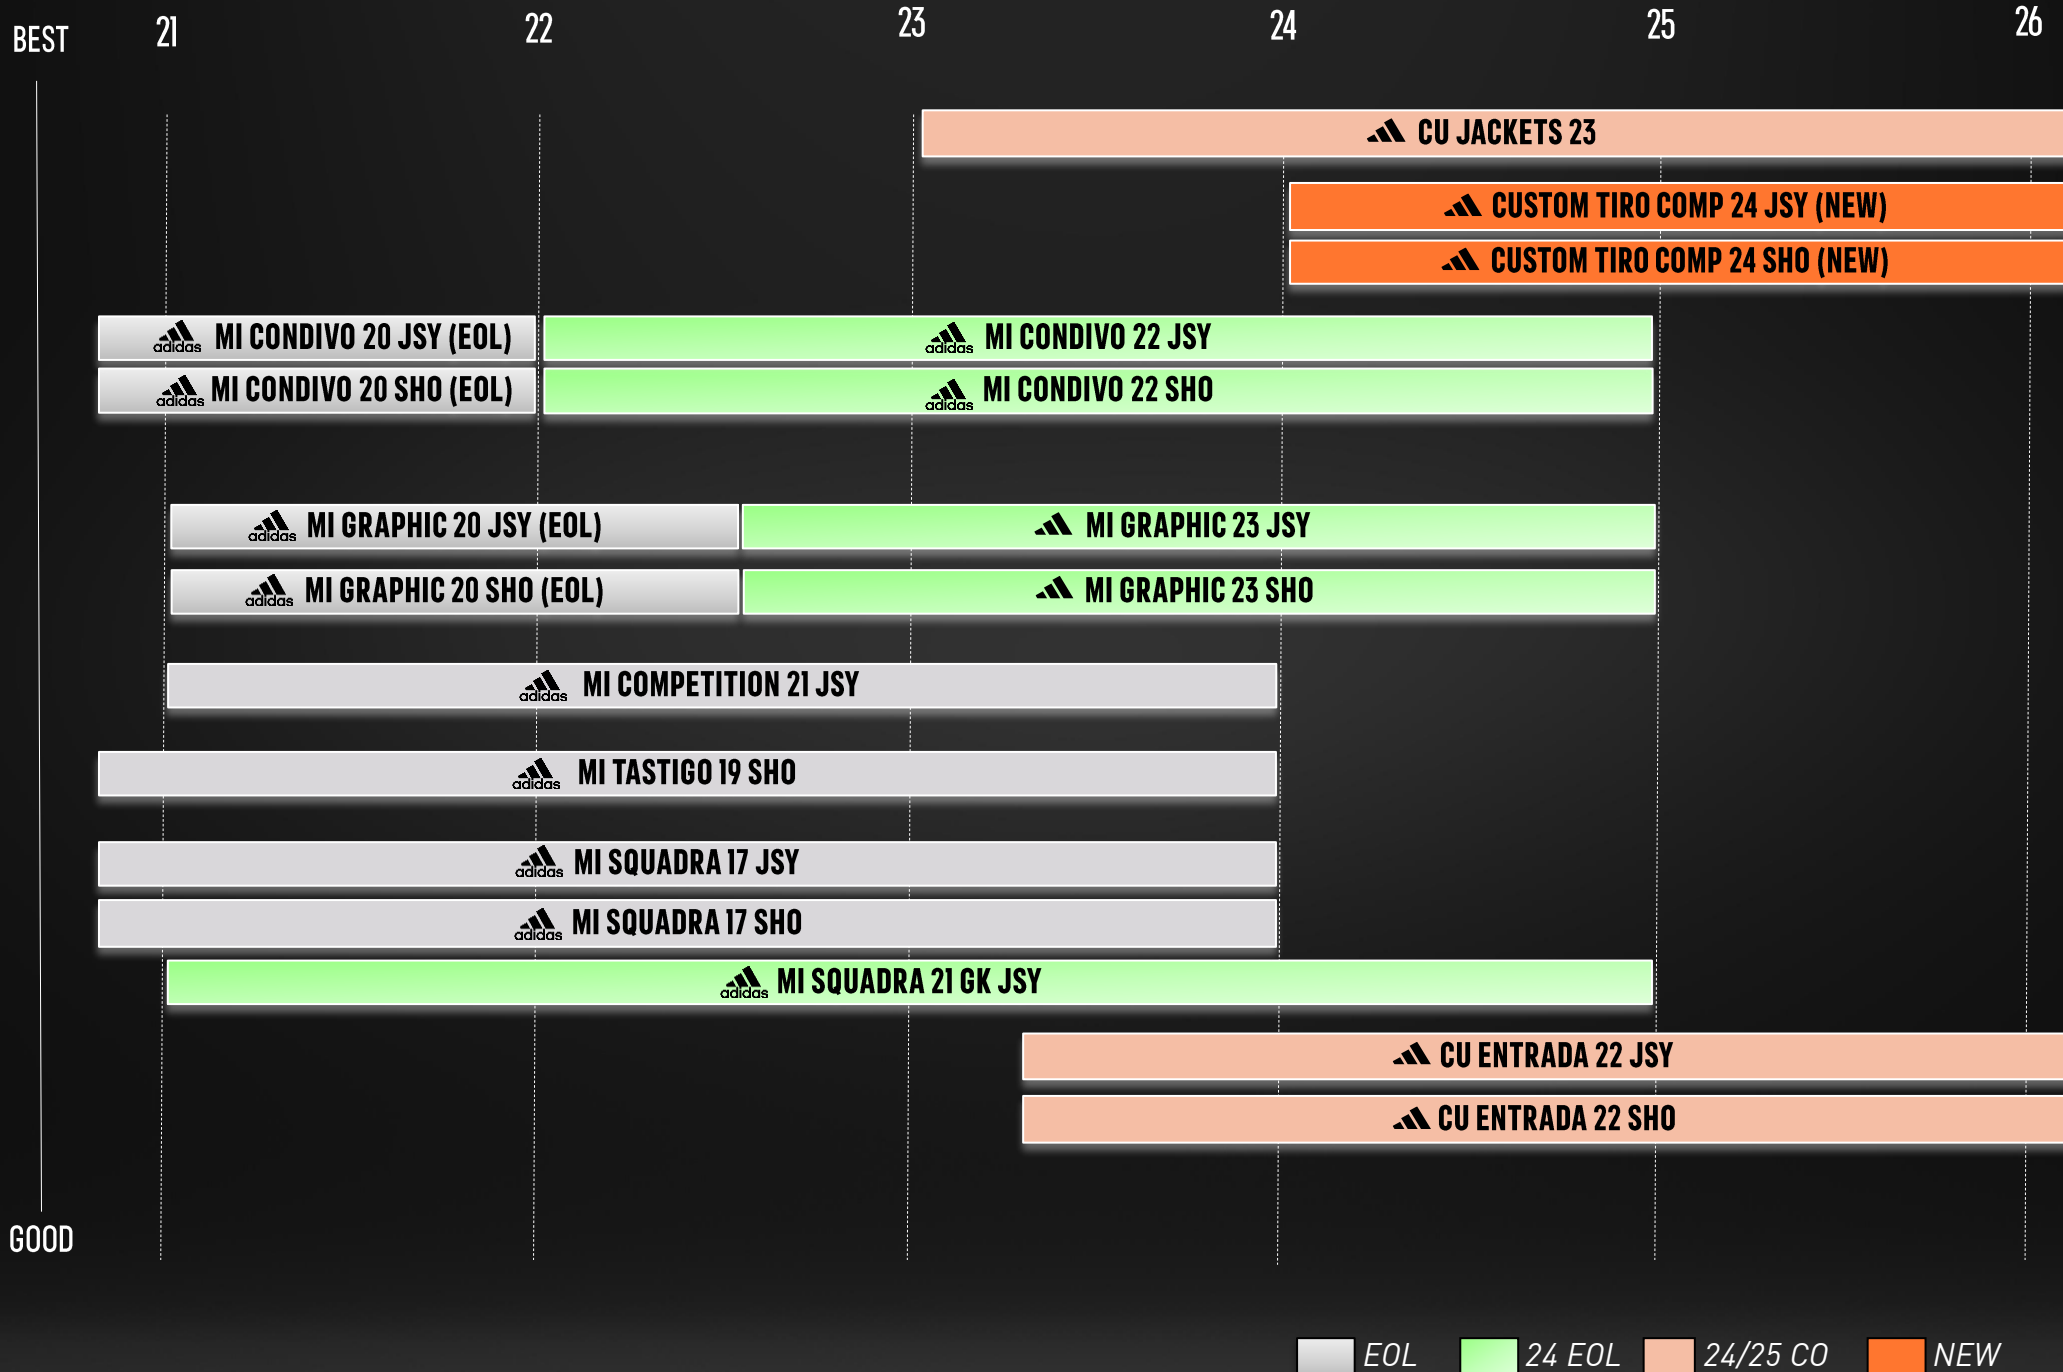 BEST 21 22 23 24 25 26
CU JACKETS 23
CUSTOM TIRO COMP 24 JSY (NEW)
CUSTOM TIRO COMP 24 SHO (NEW)
adidas MI CONDIVO 20 JSY (EOL) adidas MI CONDIVO 22 JSY
adidas MI CONDIVO 20 SHO (EOL) adidas MI CONDIVO 22 SHO
adidas MI GRAPHIC 20 JSY (EOL) MI GRAPHIC 23 JSY
adidas MI GRAPHIC 20 SHO (EOL) MI GRAPHIC 23 SHO
adidas MI COMPETITION 21 JSY
adidas MI TASTIGO 19 SHO
adidas MI SQUADRA 17 JSY
adidas MI SQUADRA 17 SHO
adidas MI SQUADRA 21 GK JSY
CU ENTRADA 22 JSY
CU ENTRADA 22 SHO
GOOD
EOL 24 EOL 24/25 CO NEW